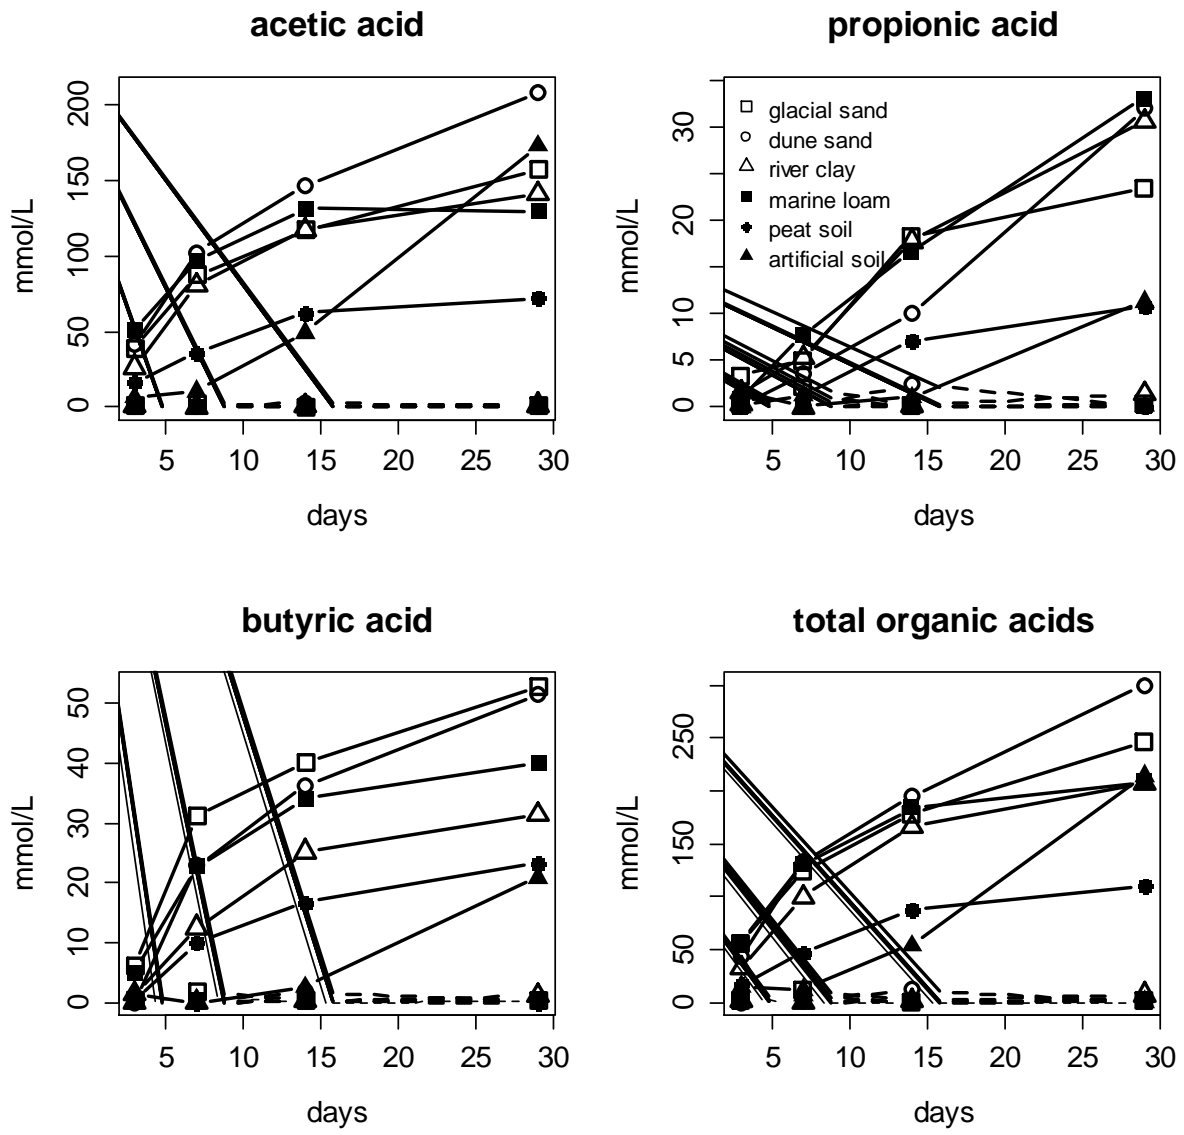 acetic acid
mmol/L
200
150
100
50
0
5
10
15
20
25
30
days
propionic acid
mmol/L
30
20
10
5
0
glacial sand
dune sand
river clay
marine loam
peat soil
artificial soil
5
10
15
20
25
30
days
butyric acid
mmol/L
50
40
30
20
10
0
5
10
15
20
25
30
days
total organic acids
mmol/L
250
150
50
0
5
10
15
20
25
30
days